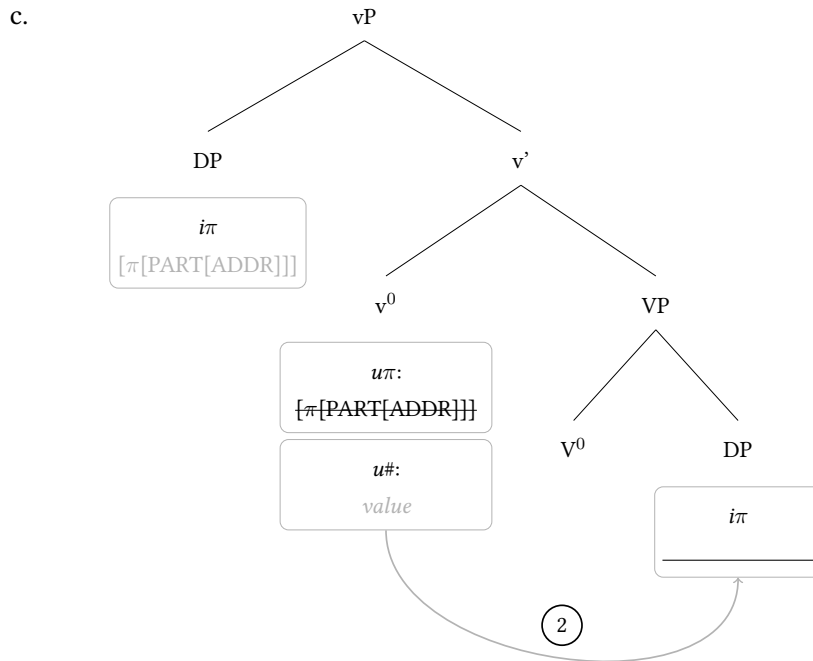 c.
vP
DP
v’
iπ
[π[PART[ADDR]]]
v⁰
VP
uπ:
[π[PART[ADDR]]]
V⁰
DP
u#:
value
iπ
2